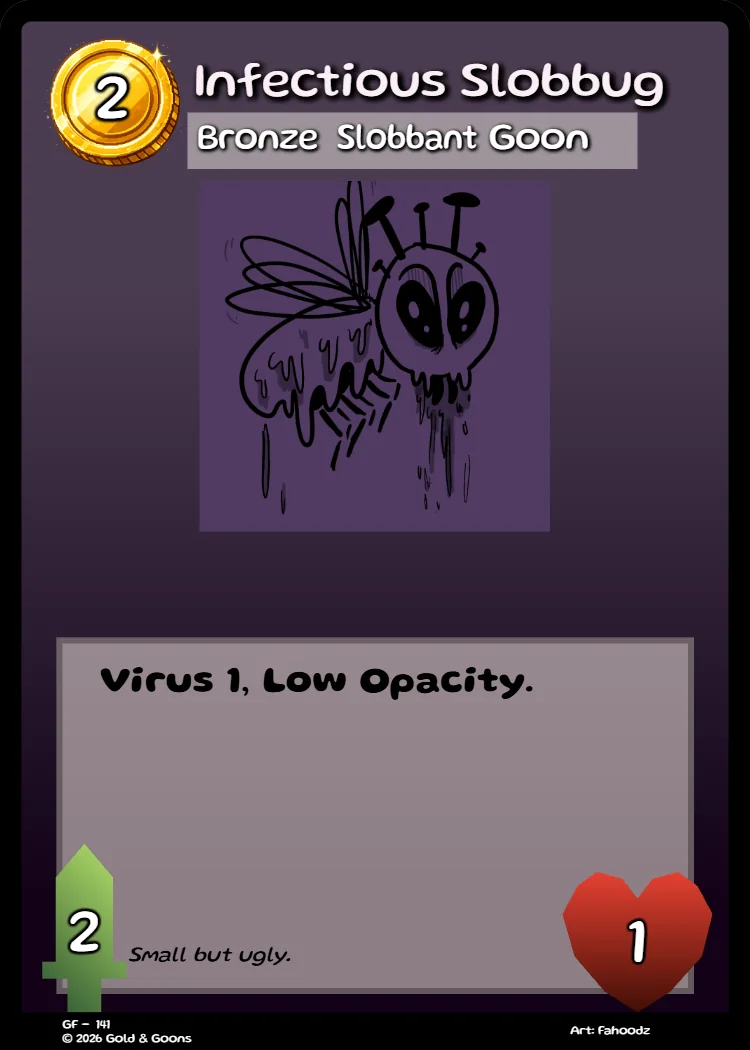 2
Infectious Slobbug
Bronze Slobbant Goon
Virus 1, Low Opacity.
2
Small but ugly.
1
GF - 141
© 2026 Gold & Goons
Art: Fahoodz